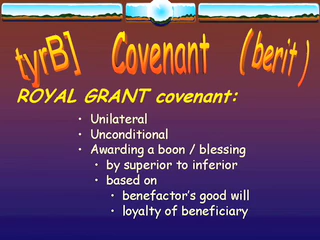 tyrB] Covenant (berit)
ROYAL GRANT covenant:
• Unilateral
• Unconditional
• Awarding a boon / blessing
• by superior to inferior
• based on
• benefactor's good will
• loyalty of beneficiary